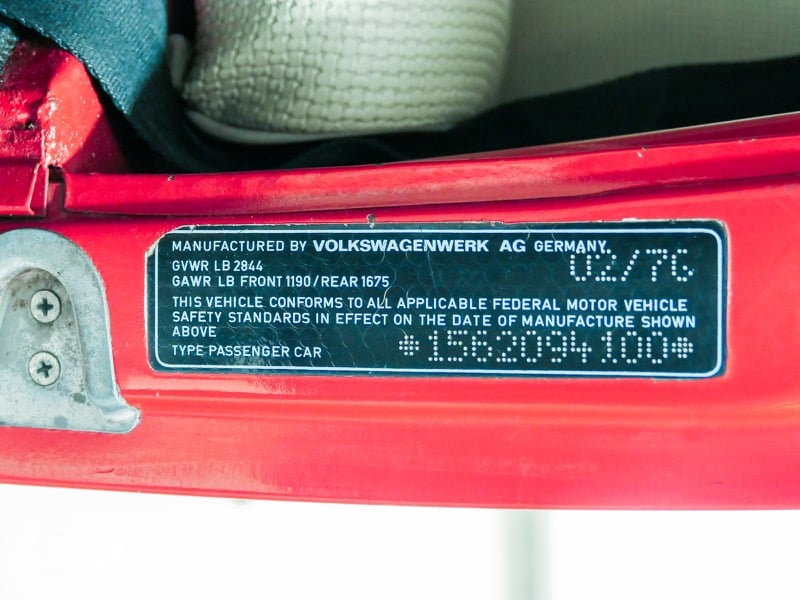 MANUFACTURED BY VOLKSWAGENWERK AG GERMANY.
02/76
GVWR LB 2844
GAWR LB FRONT 1190/REAR 1675
THIS VEHICLE CONFORMS TO ALL APPLICABLE FEDERAL MOTOR VEHICLE
SAFETY STANDARDS IN EFFECT ON THE DATE OF MANUFACTURE SHOWN
ABOVE
TYPE PASSENGER CAR *1562094100*